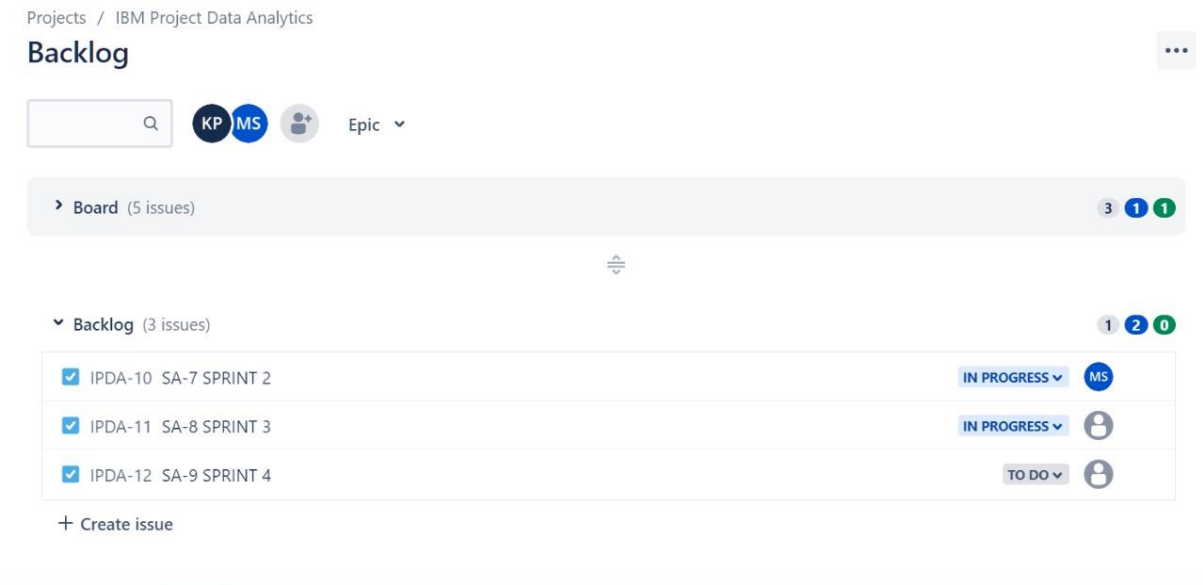 Projects / IBM Project Data Analytics
Backlog
KP MS Epic
Board (5 issues) 3 1 1
Backlog (3 issues) 1 2 0
IPDA-10 SA-7 SPRINT 2 IN PROGRESS MS
IPDA-11 SA-8 SPRINT 3 IN PROGRESS
IPDA-12 SA-9 SPRINT 4 TO DO
+ Create issue